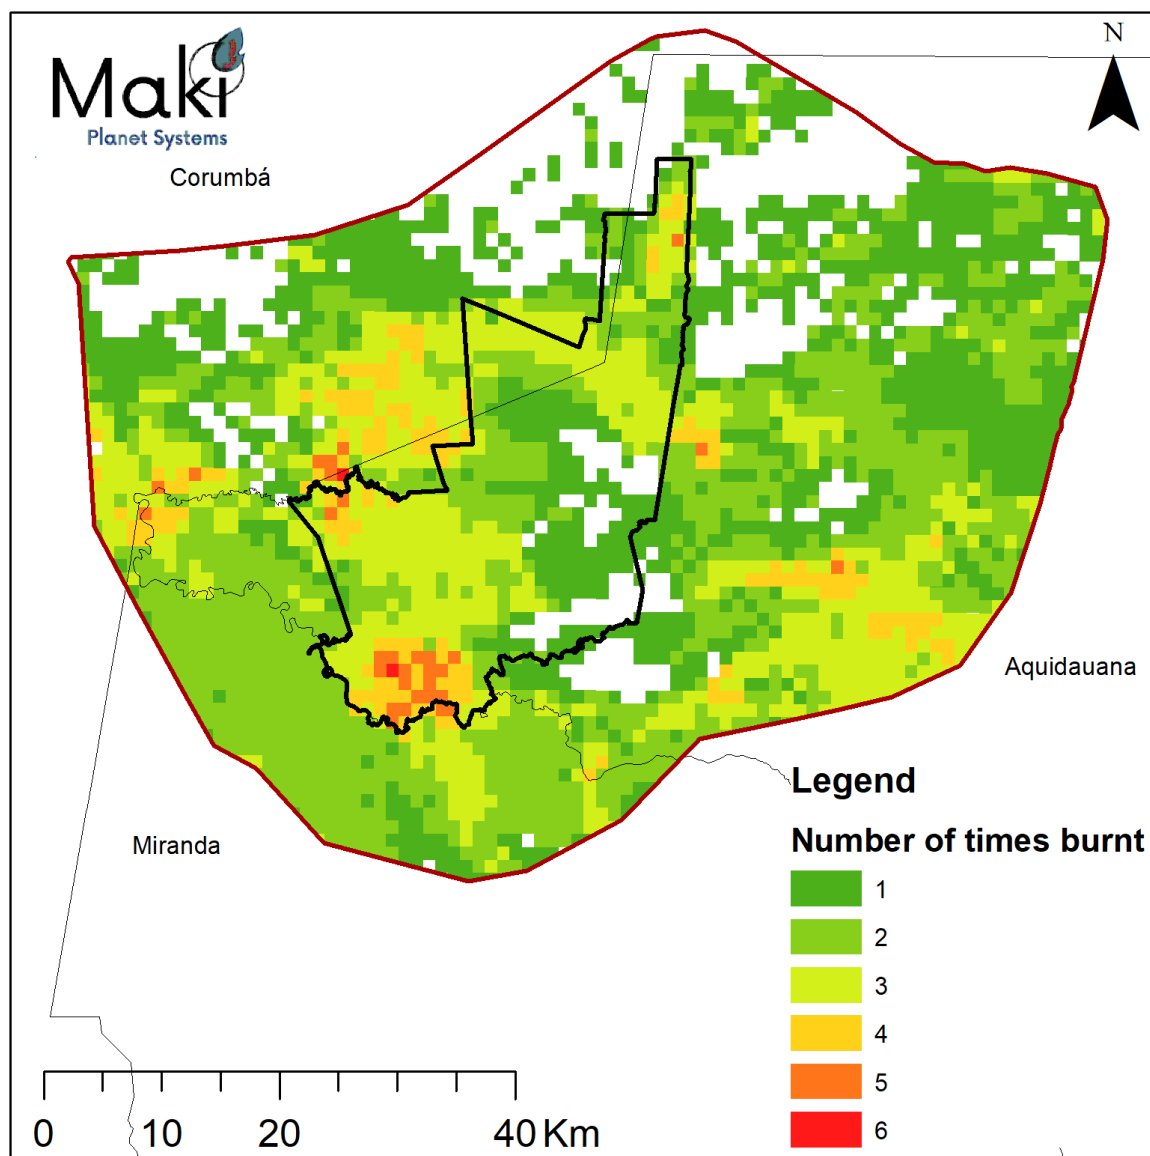 N
Maki
Planet Systems
Corumbá
Aquidauana
Legend
Miranda
Number of times burnt
1
2
3
4
5
6
0 10 20 40 Km